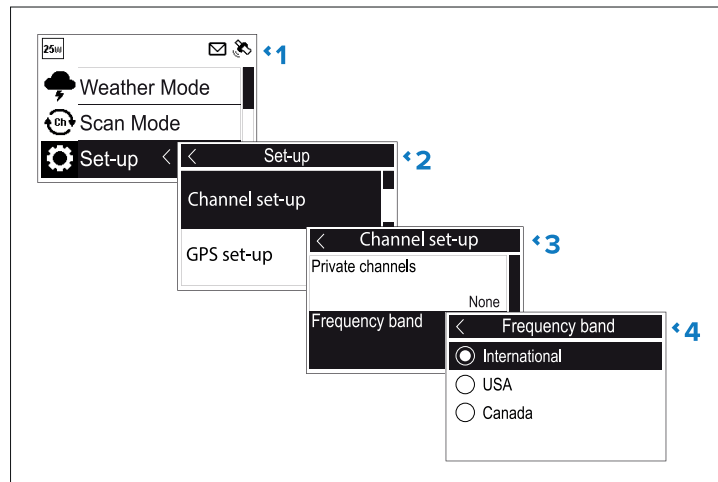 25W
1
Weather Mode
Ch
Scan Mode
Set-up <
< Set-up
2
Channel set-up
GPS set-up
< Channel set-up
3
Private channels
None
Frequency band
< Frequency band
4
International
USA
Canada